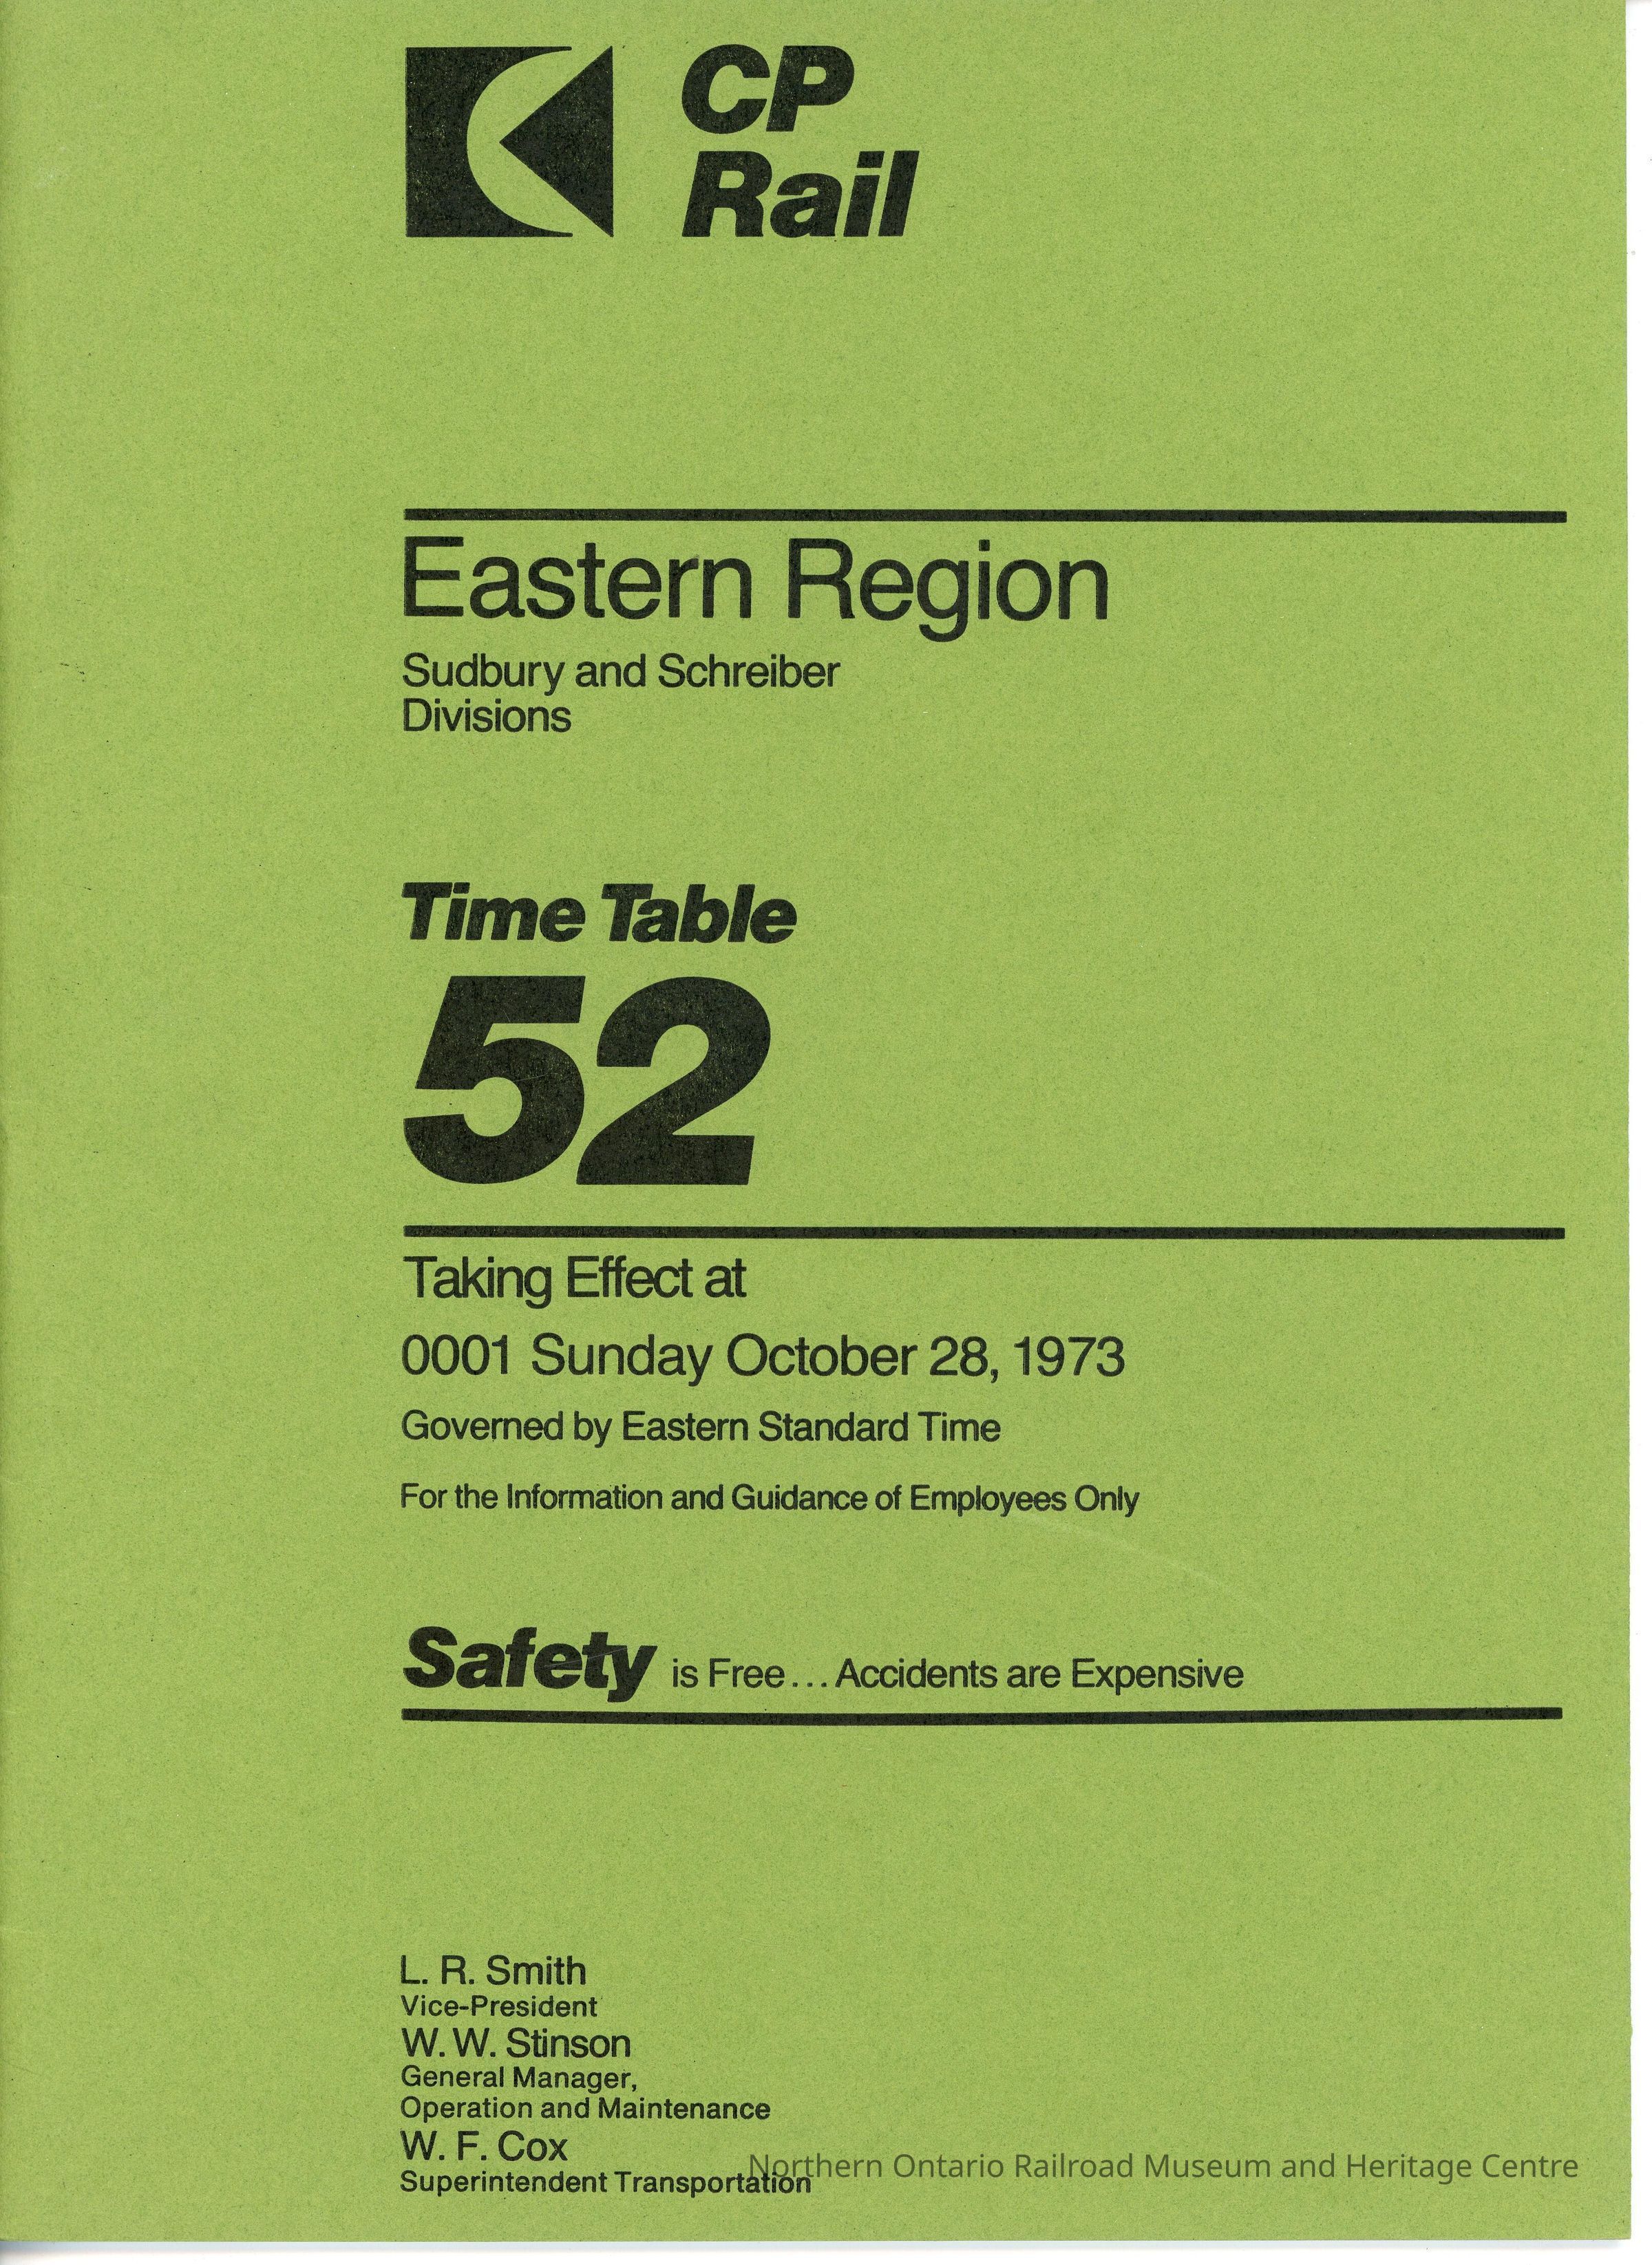 CP
Rail
Eastern Region
Sudbury and Schreiber
Divisions
Time Table
52
Taking Effect at
0001 Sunday October 28, 1973
Governed by Eastern Standard Time
For the Information and Guidance of Employees Only
Safety is Free... Accidents are Expensive
L. R. Smith
Vice-President
W. W. Stinson
General Manager,
Operation and Maintenance
W. F. Cox
Superintendent Transportation
Northern Ontario Railroad Museum and Heritage Centre